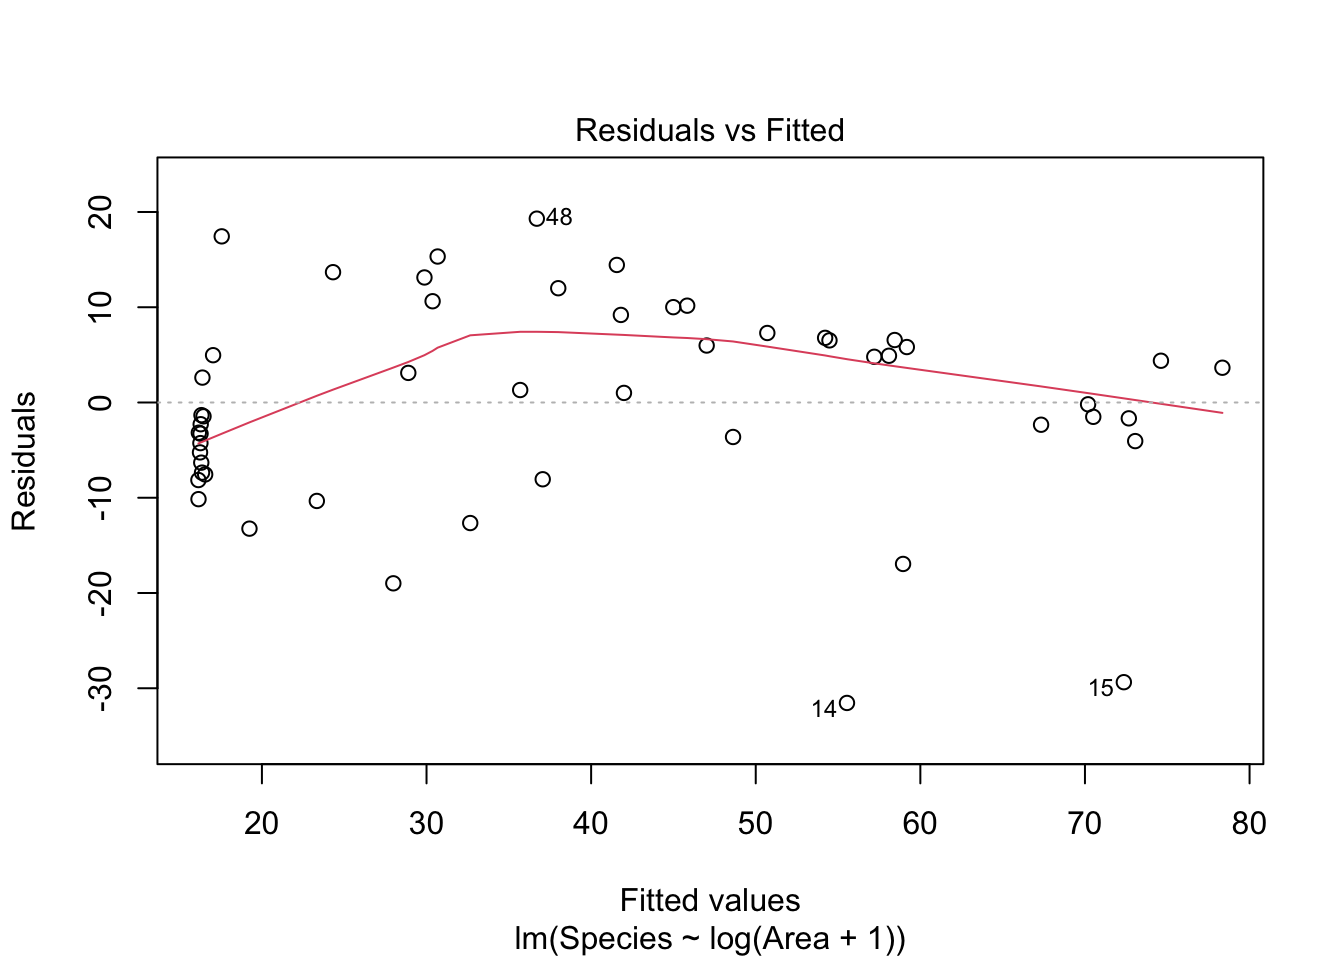 Residuals vs Fitted
Residuals
20
10
0
-10
-20
-30
48
14
15
20 30 40 50 60 70 80
Fitted values
lm(Species ~ log(Area + 1))